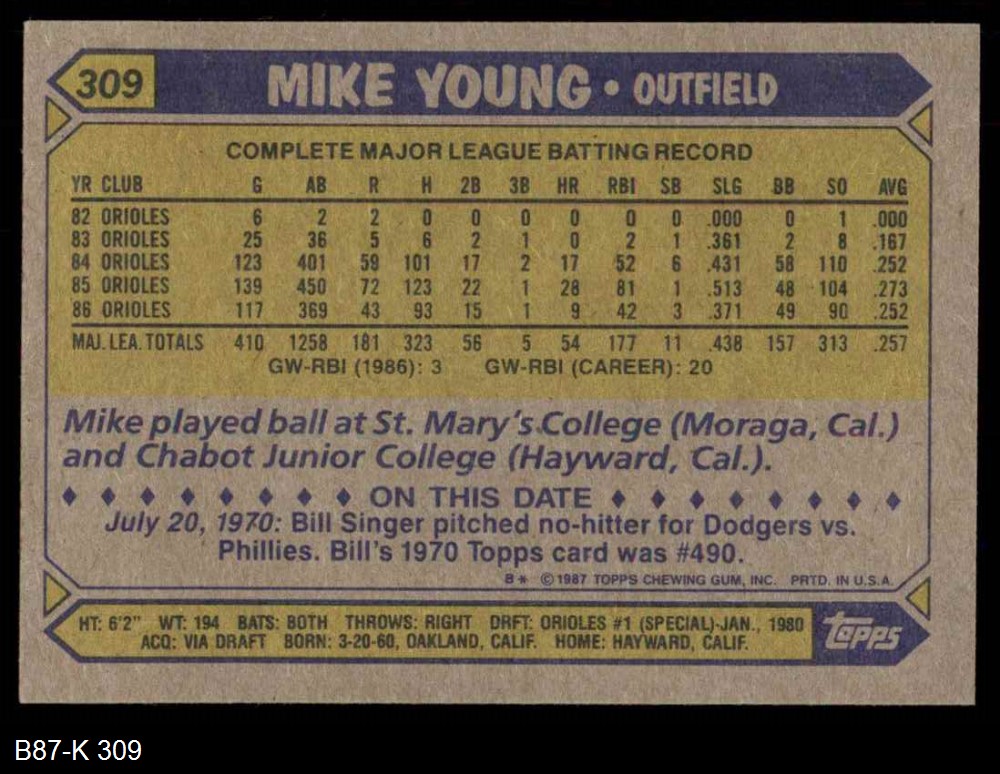 309 MIKE YOUNG • OUTFIELD
COMPLETE MAJOR LEAGUE BATTING RECORD
YR CLUB G AB R H 2B 3B HR RBI SB SLG BB SO AVG
82 ORIOLES 6 2 2 0 0 0 0 0 0 .000 0 1 .000
83 ORIOLES 25 36 5 6 2 1 0 2 1 .361 2 8 .167
84 ORIOLES 123 401 59 101 17 2 17 52 6 .431 58 110 .252
85 ORIOLES 139 450 72 123 22 1 28 81 1 .513 48 104 .273
86 ORIOLES 117 369 43 93 15 1 9 42 3 .371 49 90 .252
MAJ. LEA. TOTALS 410 1258 181 323 56 5 54 177 11 .438 157 313 .257
GW-RBI (1986): 3 GW-RBI (CAREER): 20
Mike played ball at St. Mary's College (Moraga, Cal.)
and Chabot Junior College (Hayward, Cal.).
♦ ♦ ♦ ♦ ♦ ♦ ♦ ♦ ON THIS DATE ♦ ♦ ♦ ♦ ♦ ♦ ♦ ♦
July 20, 1970: Bill Singer pitched no-hitter for Dodgers vs.
Phillies. Bill's 1970 Topps card was #490.
B* ©1987 TOPPS CHEWING GUM, INC. PRTD. IN U.S.A.
HT: 6'2" WT: 194 BATS: BOTH THROWS: RIGHT DRFT: ORIOLES #1 (SPECIAL)-JAN., 1980
ACQ: VIA DRAFT BORN: 3-20-60, OAKLAND, CALIF. HOME: HAYWARD, CALIF.
Topps
B87-K 309